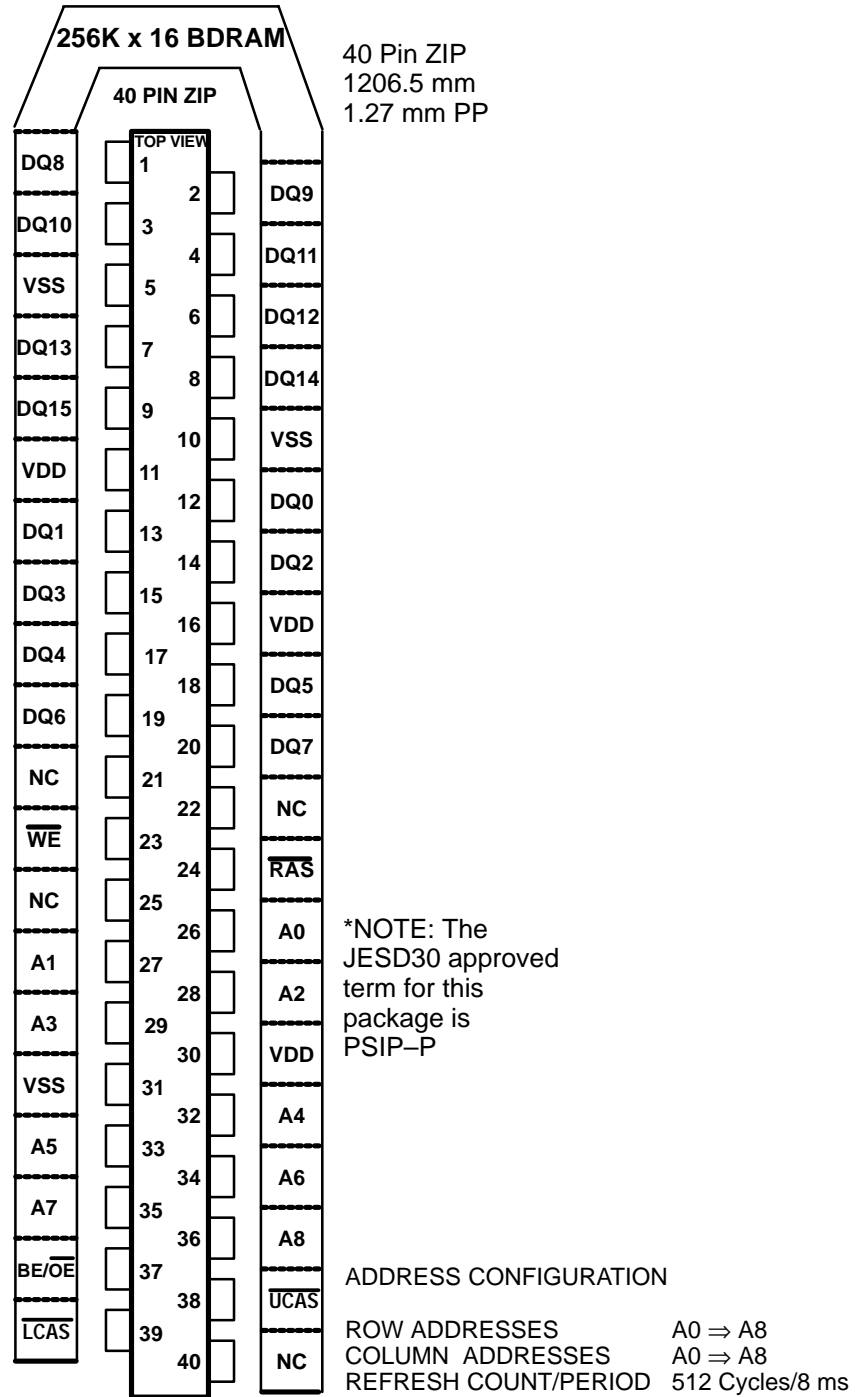 256K x 16 BDRAM
40 PIN ZIP
40 Pin ZIP
1206.5 mm
1.27 mm PP
TOP VIEW
DQ8 1
2 DQ9
DQ10 3
4 DQ11
VSS 5
6 DQ12
DQ13 7
8 DQ14
DQ15 9
10 VSS
VDD 11
12 DQ0
DQ1 13
14 DQ2
DQ3 15
16 VDD
DQ4 17
18 DQ5
DQ6 19
20 DQ7
NC 21
22 NC
W̅E̅ 23
24 R̅A̅S̅
NC 25
26 A0
A1 27
28 A2
A3 29
30 VDD
VSS 31
32 A4
A5 33
34 A6
A7 35
36 A8
BE/O̅E̅ 37
38 U̅C̅A̅S̅
L̅C̅A̅S̅ 39
40 NC
*NOTE: The
JESD30 approved
term for this
package is
PSIP–P
ADDRESS CONFIGURATION
ROW ADDRESSES A0 ⇒ A8
COLUMN ADDRESSES A0 ⇒ A8
REFRESH COUNT/PERIOD 512 Cycles/8 ms